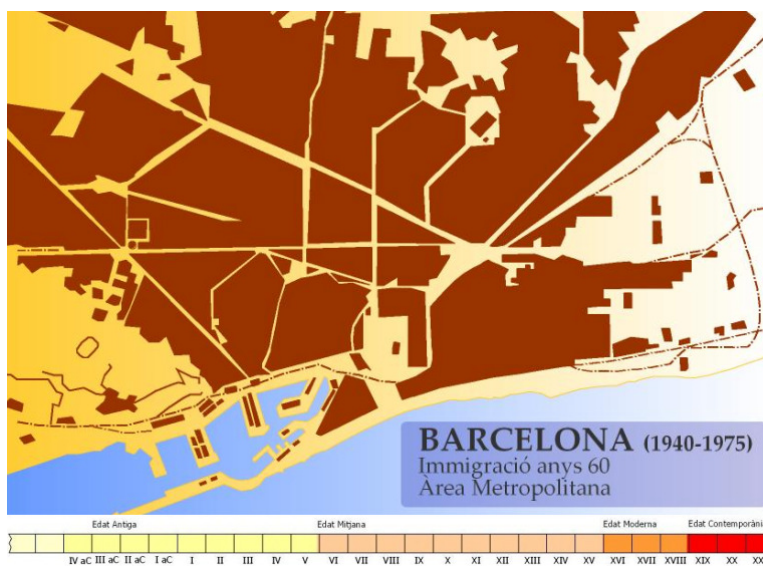 BARCELONA (1940-1975)
Immigració anys 60
Àrea Metropolitana
Edat Antiga Edat Mitjana Edat Moderna Edat Contemporàni
IV aC III aC II aC I aC I II III IV V VI VII VIII IX X XI XII XIII XIV XV XVI XVII XVIII XIX XX XX